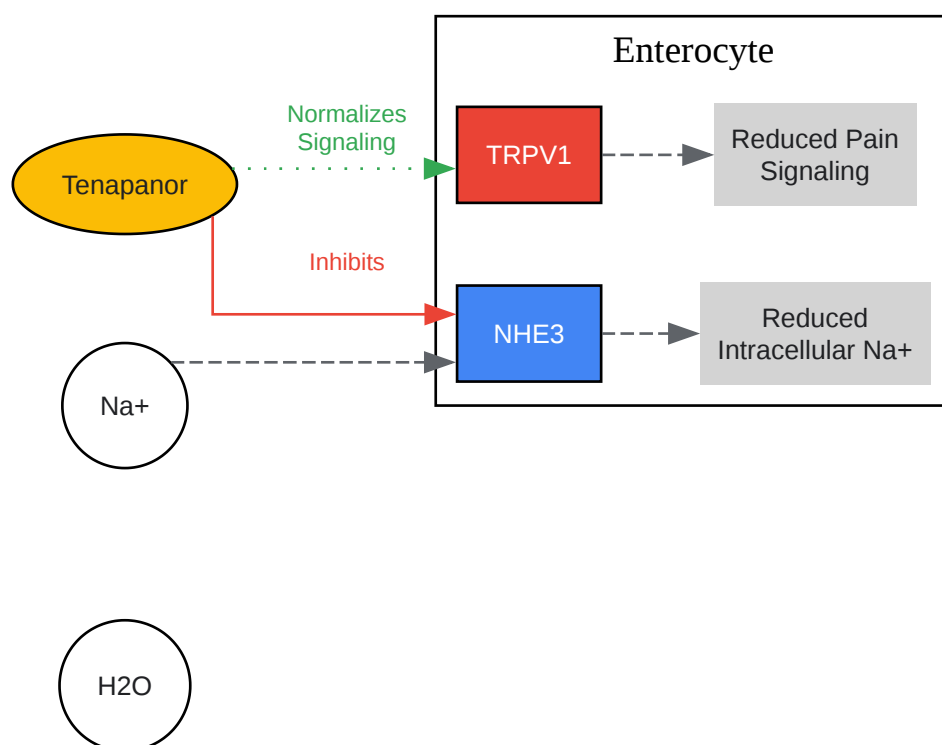 Enterocyte
Normalizes
Signaling
TRPV1
Reduced Pain
Signaling
Tenapanor
Inhibits
NHE3
Reduced
Intracellular Na+
Na+
H2O